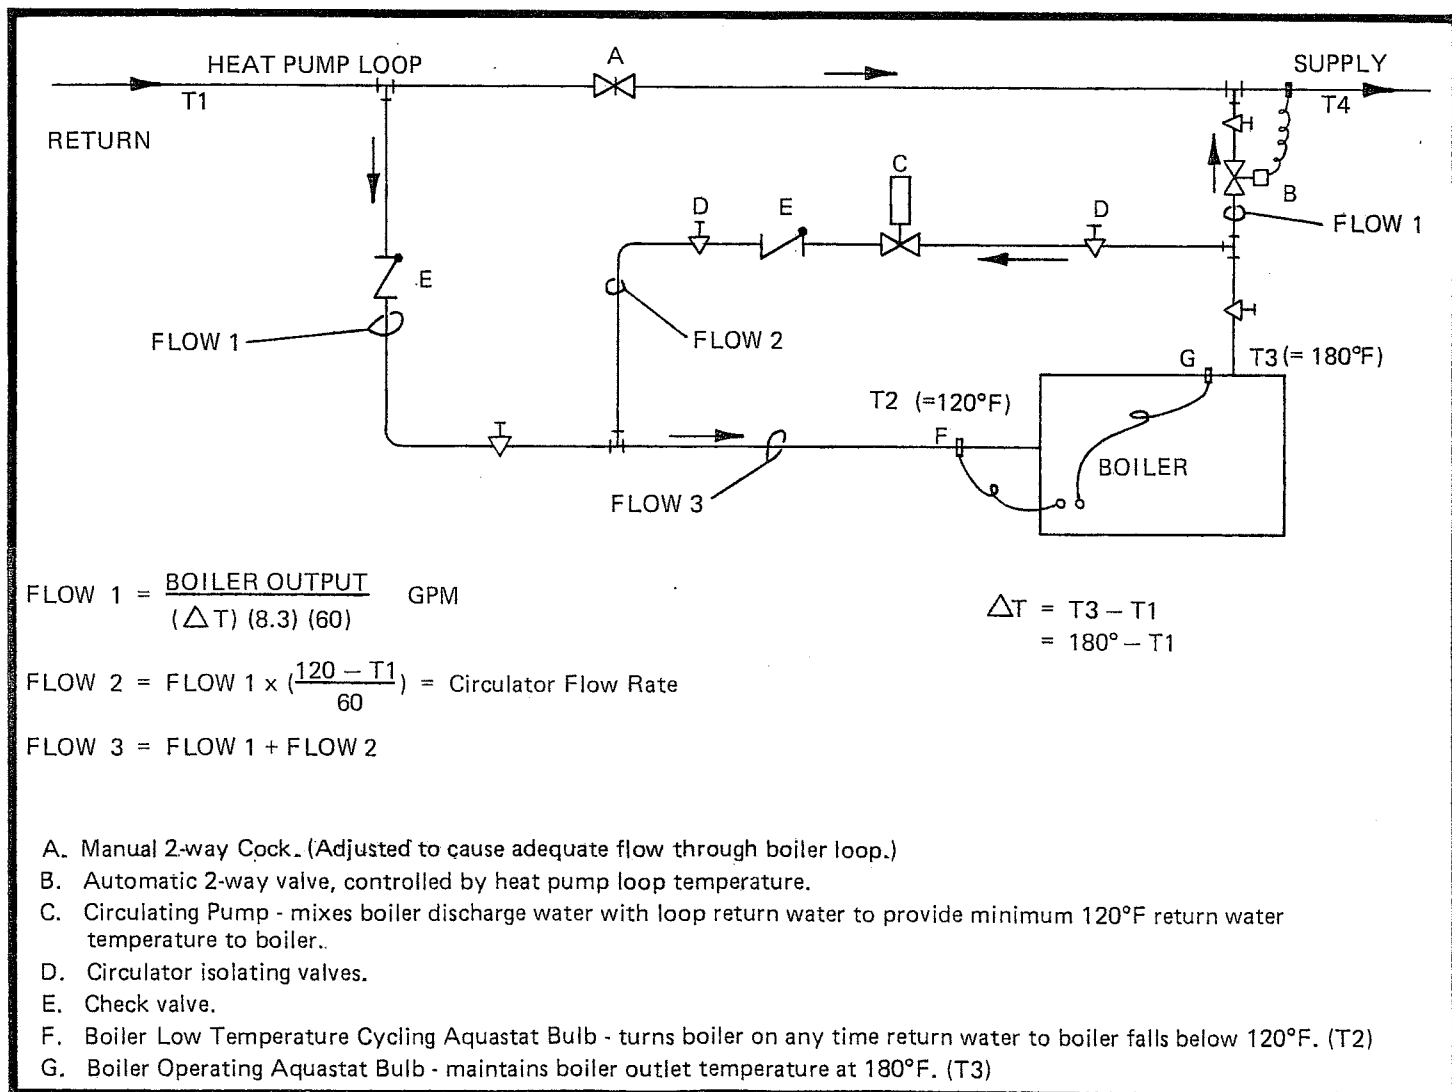 HEAT PUMP LOOP
A
SUPPLY
T1
T4
RETURN
C
B
D
E
D
FLOW 1
E
FLOW 1
FLOW 2
G
T3 (= 180°F)
T2 (=120°F)
F
BOILER
FLOW 3
FLOW 1 = BOILER OUTPUT / (△T) (8.3) (60) GPM
△T = T3 – T1
= 180° – T1
FLOW 2 = FLOW 1 x (120 – T1 / 60) = Circulator Flow Rate
FLOW 3 = FLOW 1 + FLOW 2
A. Manual 2-way Cock. (Adjusted to cause adequate flow through boiler loop.)
B. Automatic 2-way valve, controlled by heat pump loop temperature.
C. Circulating Pump - mixes boiler discharge water with loop return water to provide minimum 120°F return water
temperature to boiler..
D. Circulator isolating valves.
E. Check valve.
F. Boiler Low Temperature Cycling Aquastat Bulb - turns boiler on any time return water to boiler falls below 120°F. (T2)
G. Boiler Operating Aquastat Bulb - maintains boiler outlet temperature at 180°F. (T3)